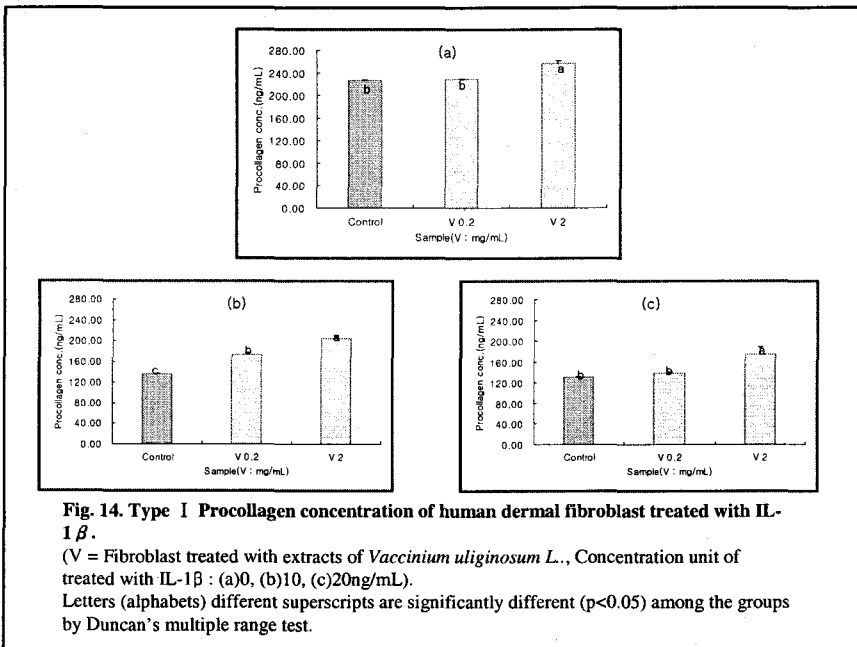 (a)
Procollagen conc.(ng/mL)
280.00
240.00
200.00
160.00
120.00
80.00
40.00
0.00
b
b
a
Control V 0.2 V 2
Sample(V : mg/mL)
(b)
Procollagen conc.(ng/mL)
280.00
240.00
200.00
160.00
120.00
80.00
40.00
0.00
c
b
a
Control V 0.2 V 2
Sample(V : mg/mL)
(c)
Procollagen conc.(ng/mL)
280.00
240.00
200.00
160.00
120.00
80.00
40.00
0.00
b
b
a
Control V 0.2 V 2
Sample(V : mg/mL)
Fig. 14. Type Ⅰ Procollagen concentration of human dermal fibroblast treated with IL-
1β.
(V = Fibroblast treated with extracts of Vaccinium uliginosum L.., Concentration unit of
treated with IL-1β : (a)0, (b)10, (c)20ng/mL).
Letters (alphabets) different superscripts are significantly different (p<0.05) among the groups
by Duncan's multiple range test.